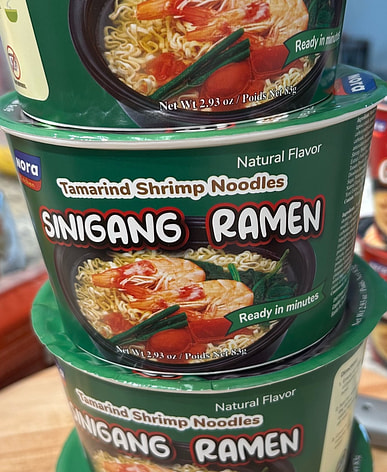 Ready in minutes
Net Wt 2.93 oz / Poids Net 83g
nora
Natural Flavor
Tamarind Shrimp Noodles
SINIGANG RAMEN
Ready in minutes
Net Wt 2.93 oz / Poids Net 83g
Natural Flavor
Tamarind Shrimp Noodles
SINIGANG RAMEN